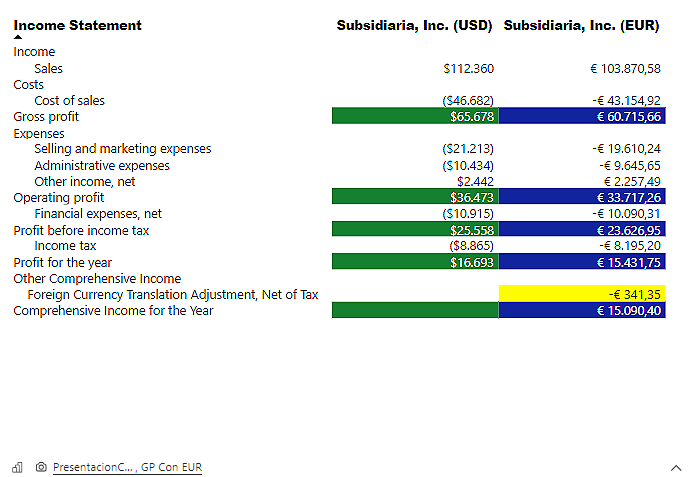 Income Statement Subsidiaria, Inc. (USD) Subsidiaria, Inc. (EUR)
Income
Sales $112.360 € 103.870,58
Costs
Cost of sales ($46.682) -€ 43.154,92
Gross profit $65.678 € 60.715,66
Expenses
Selling and marketing expenses ($21.213) -€ 19.610,24
Administrative expenses ($10.434) -€ 9.645,65
Other income, net $2.442 € 2.257,49
Operating profit $36.473 € 33.717,26
Financial expenses, net ($10.915) -€ 10.090,31
Profit before income tax $25.558 € 23.626,95
Income tax ($8.865) -€ 8.195,20
Profit for the year $16.693 € 15.431,75
Other Comprehensive Income
Foreign Currency Translation Adjustment, Net of Tax -€ 341,35
Comprehensive Income for the Year € 15.090,40
PresentacionC... , GP Con EUR